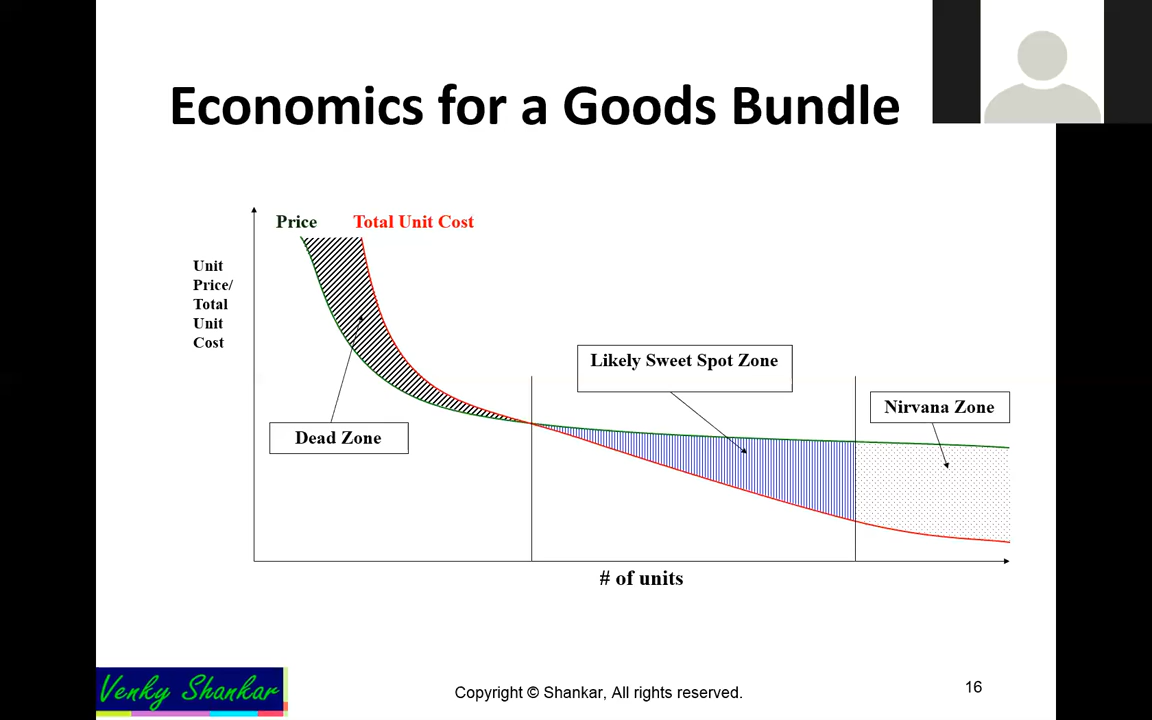 Economics for a Goods Bundle
Price
Total Unit Cost
Unit
Price/
Total
Unit
Cost
Likely Sweet Spot Zone
Nirvana Zone
Dead Zone
# of units
Venky Shankar
Copyright © Shankar, All rights reserved.
16